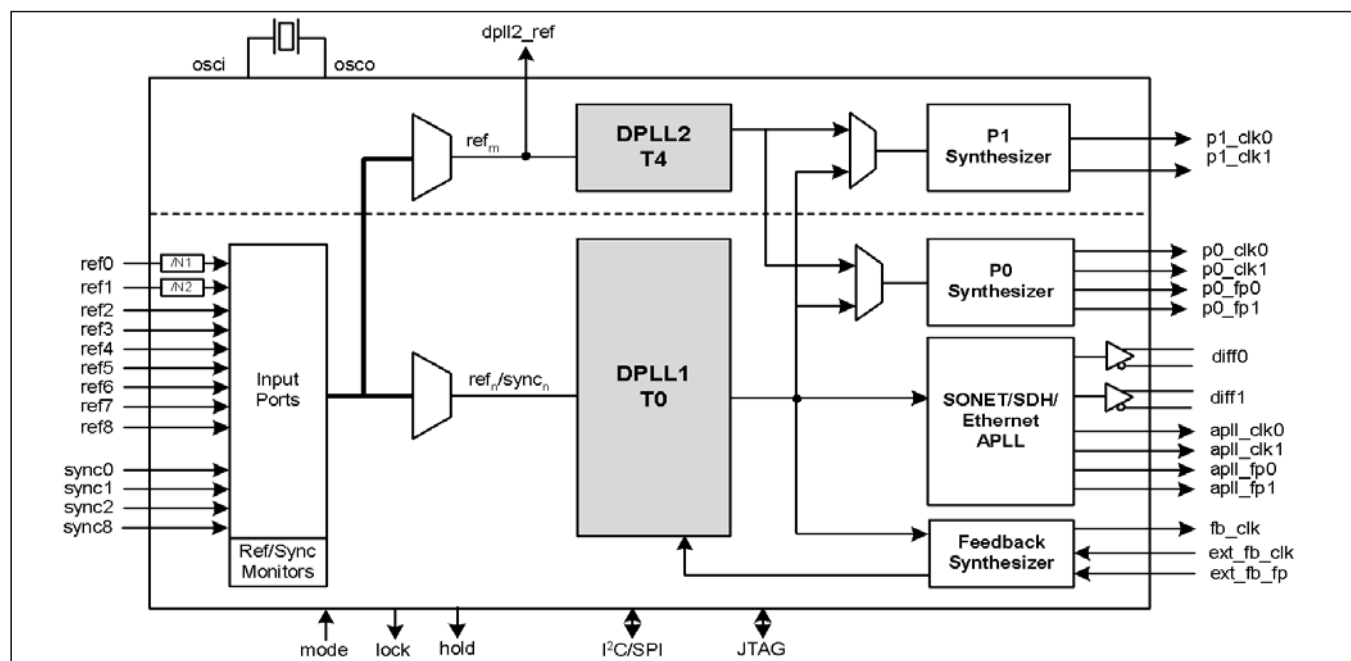 dpll2_ref
osci
osco
DPLL2
T4
P1
Synthesizer
p1_clk0
p1_clk1
refm
ref0
/N1
ref1
/N2
ref2
ref3
ref4
ref5
ref6
ref7
ref8
sync0
sync1
sync2
sync8
Input
Ports
Ref/Sync
Monitors
refn/syncn
DPLL1
T0
P0
Synthesizer
p0_clk0
p0_clk1
p0_fp0
p0_fp1
SONET/SDH/
Ethernet
APLL
diff0
diff1
apll_clk0
apll_clk1
apll_fp0
apll_fp1
Feedback
Synthesizer
fb_clk
ext_fb_clk
ext_fb_fp
mode
lock
hold
I²C/SPI
JTAG